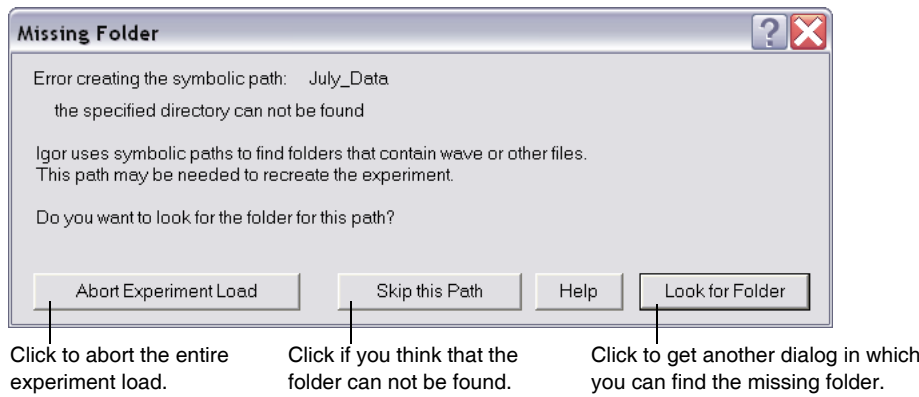 Missing Folder
Error creating the symbolic path: July_Data
the specified directory can not be found
Igor uses symbolic paths to find folders that contain wave or other files.
This path may be needed to recreate the experiment.
Do you want to look for the folder for this path?
Abort Experiment Load Skip this Path Help Look for Folder
Click to abort the entire
experiment load.
Click if you think that the
folder can not be found.
Click to get another dialog in which
you can find the missing folder.